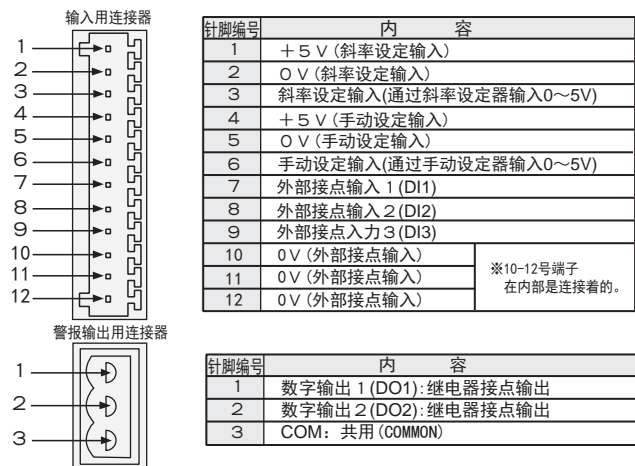 输入用连接器
1
2
3
4
5
6
7
8
9
10
11
12
针脚编号 内 容
1 +5V(斜率设定输入)
2 0V(斜率设定输入)
3 斜率设定输入(通过斜率设定器输入0~5V)
4 +5V(手动设定输入)
5 0V(手动设定输入)
6 手动设定输入(通过手动设定器输入0~5V)
7 外部接点输入1(DI1)
8 外部接点输入2(DI2)
9 外部接点入力3(DI3)
10 0V(外部接点输入)
11 0V(外部接点输入)
12 0V(外部接点输入)
※10-12号端子
在内部是连接着的。
警报输出用连接器
1
2
3
针脚编号 内 容
1 数字输出1(DO1):继电器接点输出
2 数字输出2(DO2):继电器接点输出
3 COM:共用(COMMON)